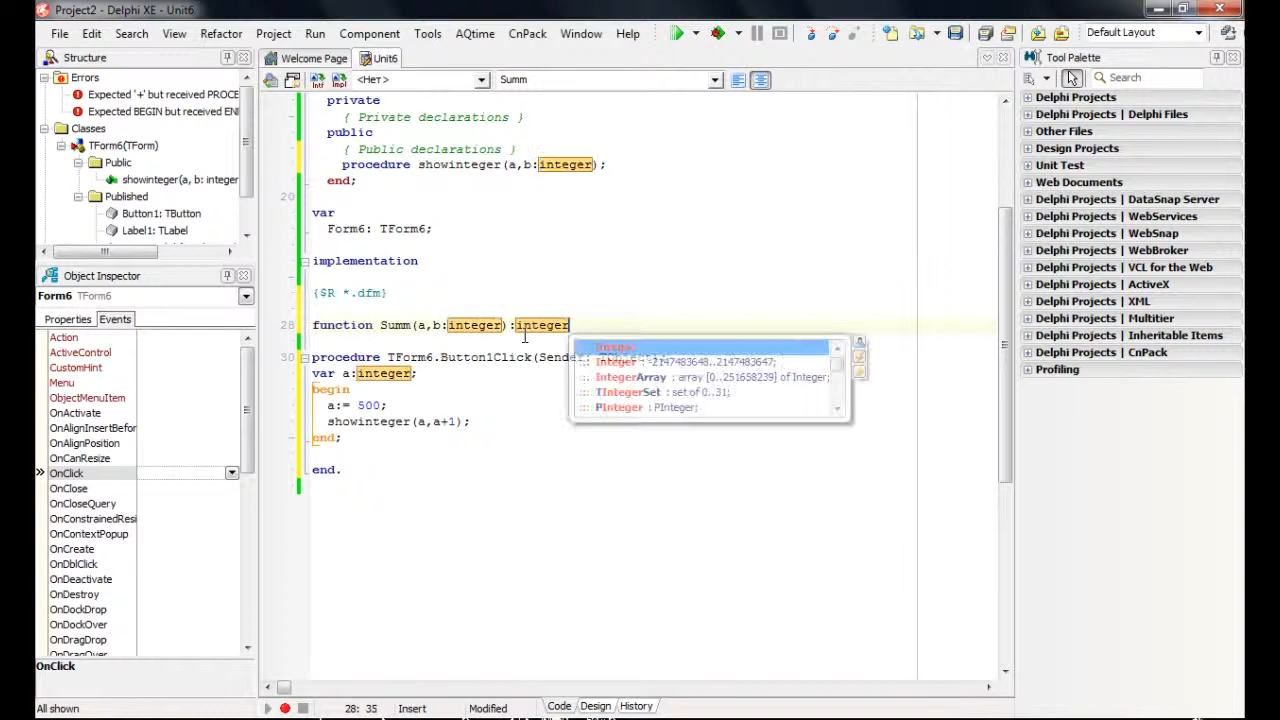 Project2 - Delphi XE - Unit6
File Edit Search View Refactor Project Run Component Tools AQtime CnPack Window Help
Default Layout
Structure
Errors
Expected '+' but received PROCE
Expected BEGIN but received ENI
Classes
TForm6(TForm)
Public
showinteger(a, b: integer
Published
Button1: TButton
Label1: TLabel
Object Inspector
Form6 TForm6
Properties Events
Action
ActiveControl
CustomHint
Menu
ObjectMenuItem
OnActivate
OnAlignInsertBefor
OnAlignPosition
OnCanResize
OnClick
OnClose
OnCloseQuery
OnConstrainedResi
OnContextPopup
OnCreate
OnDblClick
OnDeactivate
OnDestroy
OnDockDrop
OnDockOver
OnDragDrop
OnDragOver
OnClick
All shown
Welcome Page Unit6
<Нет> Summ
private
{ Private declarations }
public
{ Public declarations }
procedure showinteger(a,b:integer);
end;
20
var
Form6: TForm6;
implementation
{$R *.dfm}
28 function Summ(a,b:integer):integer
30 procedure TForm6.Button1Click(Sender: TObject);
var a:integer;
begin
a:= 500;
showinteger(a,a+1);
end;
end.
Integer : -2147483648..2147483647;
IntegerArray : array [0..251658239] of Integer;
TIntegerSet : set of 0..31;
PInteger : PInteger;
28: 35 Insert Modified Code Design History
Tool Palette
Search
Delphi Projects
Delphi Projects | Delphi Files
Other Files
Design Projects
Unit Test
Web Documents
Delphi Projects | DataSnap Server
Delphi Projects | WebServices
Delphi Projects | WebSnap
Delphi Projects | WebBroker
Delphi Projects | VCL for the Web
Delphi Projects | ActiveX
Delphi Projects | XML
Delphi Projects | Multitier
Delphi Projects | Inheritable Items
Delphi Projects | CnPack
Profiling